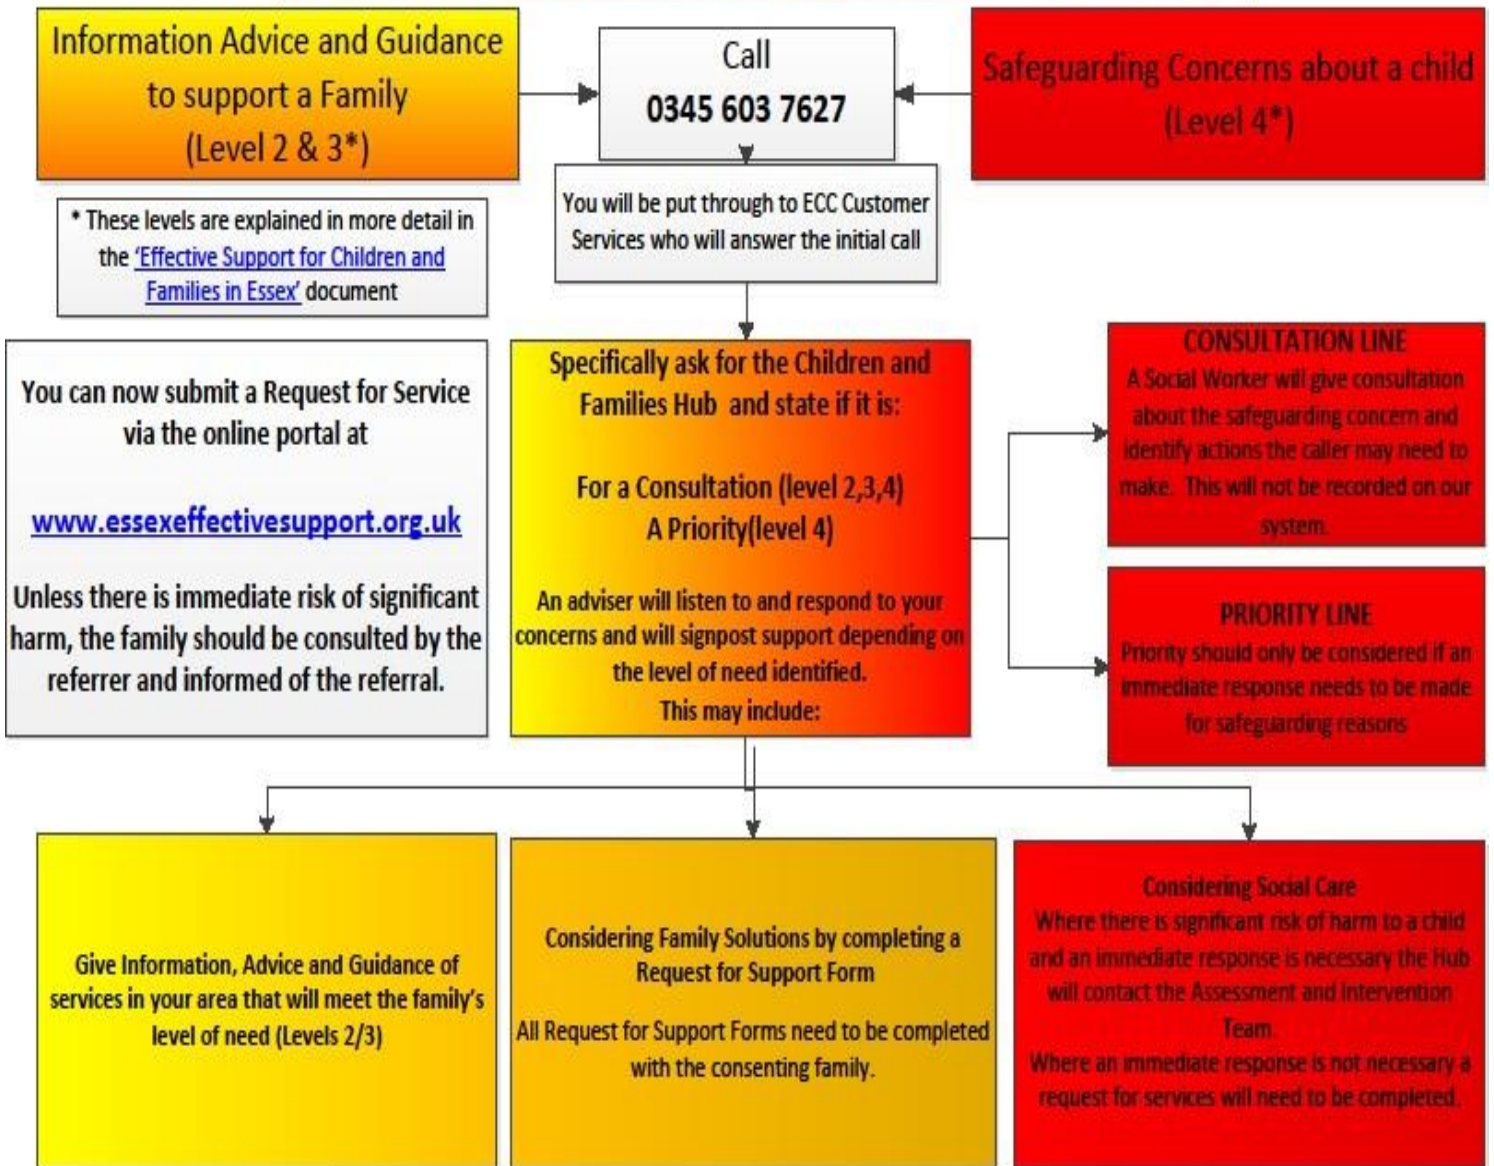 Information Advice and Guidance
to support a Family
(Level 2 & 3*)
Call
0345 603 7627
Safeguarding Concerns about a child
(Level 4*)
* These levels are explained in more detail in
the 'Effective Support for Children and
Families in Essex' document
You will be put through to ECC Customer
Services who will answer the initial call
You can now submit a Request for Service
via the online portal at
www.essexeffectivesupport.org.uk
Unless there is immediate risk of significant
harm, the family should be consulted by the
referrer and informed of the referral.
Specifically ask for the Children and
Families Hub and state if it is:
For a Consultation (level 2,3,4)
A Priority(level 4)
An adviser will listen to and respond to your
concerns and will signpost support depending on
the level of need identified.
This may include:
CONSULTATION LINE
A Social Worker will give consultation
about the safeguarding concern and
identify actions the caller may need to
make. This will not be recorded on our
system.
PRIORITY LINE
Priority should only be considered if an
immediate response needs to be made
for safeguarding reasons
Give Information, Advice and Guidance of
services in your area that will meet the family's
level of need (Levels 2/3)
Considering Family Solutions by completing a
Request for Support Form
All Request for Support Forms need to be completed
with the consenting family.
Considering Social Care
Where there is significant risk of harm to a child
and an immediate response is necessary the Hub
will contact the Assessment and Intervention
Team.
Where an immediate response is not necessary a
request for services will need to be completed.